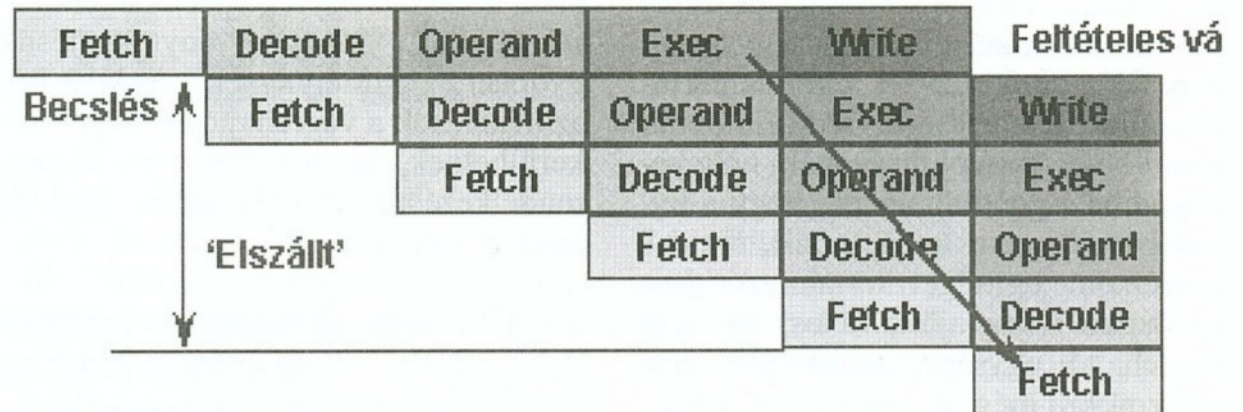 Fetch Decode Operand Exec Write Feltételes vá
Becslés Fetch Decode Operand Exec Write
Fetch Decode Operand Exec
'Elszállt' Fetch Decode Operand
Fetch Decode
Fetch